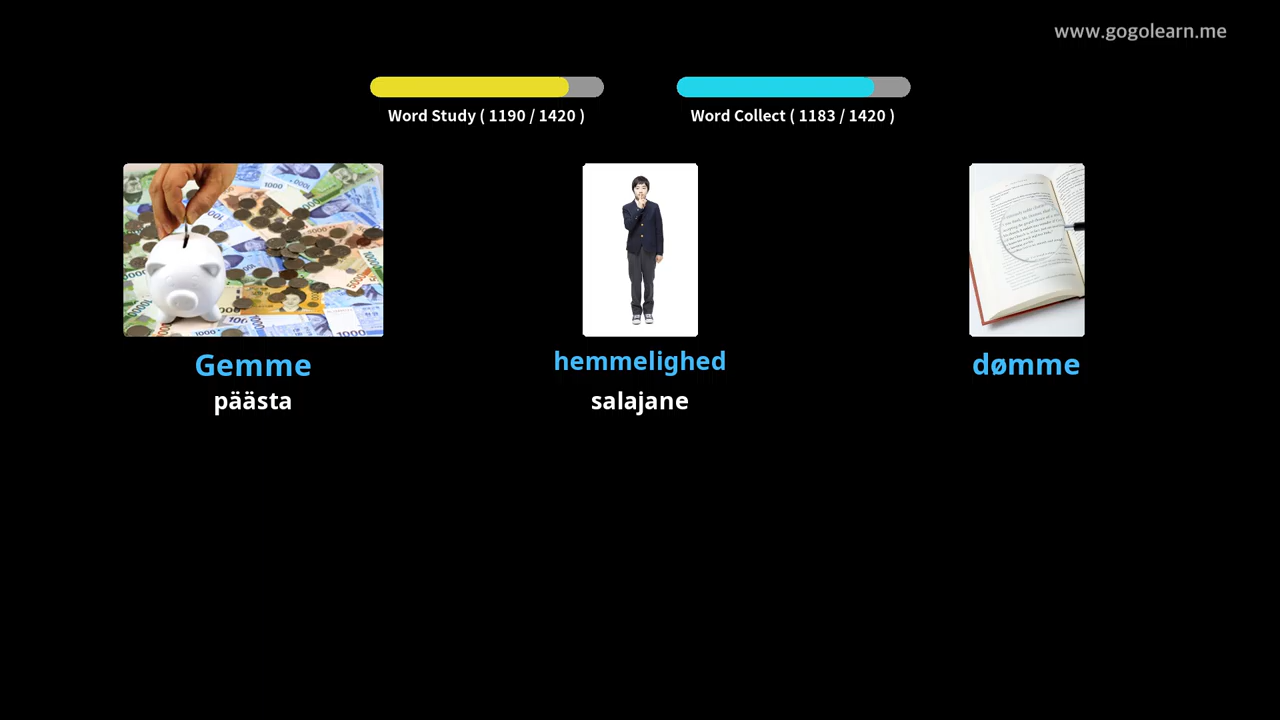 www.gogolearn.me
Word Study ( 1190 / 1420 )
Word Collect ( 1183 / 1420 )
Gemme
hemmelighed
dømme
päästa
salajane